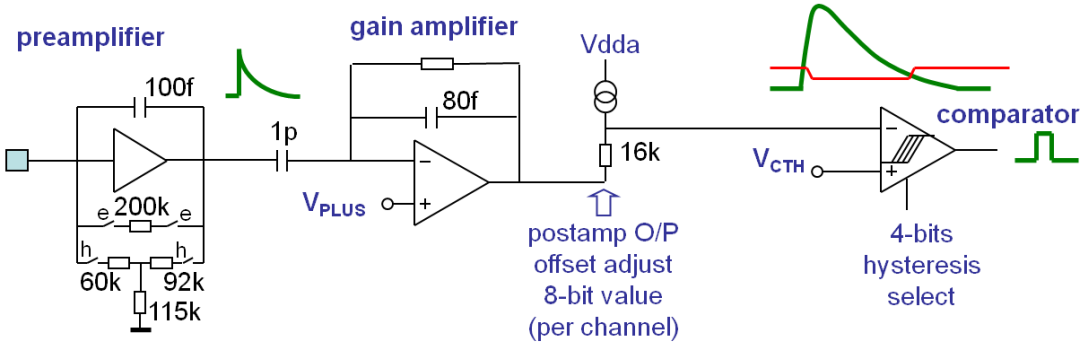 preamplifier
100f
e
200k
e
h
h
60k
92k
115k
1p
gain amplifier
80f
VPLUS
Vdda
16k
postamp O/P
offset adjust
8-bit value
(per channel)
comparator
VCTH
4-bits
hysteresis
select